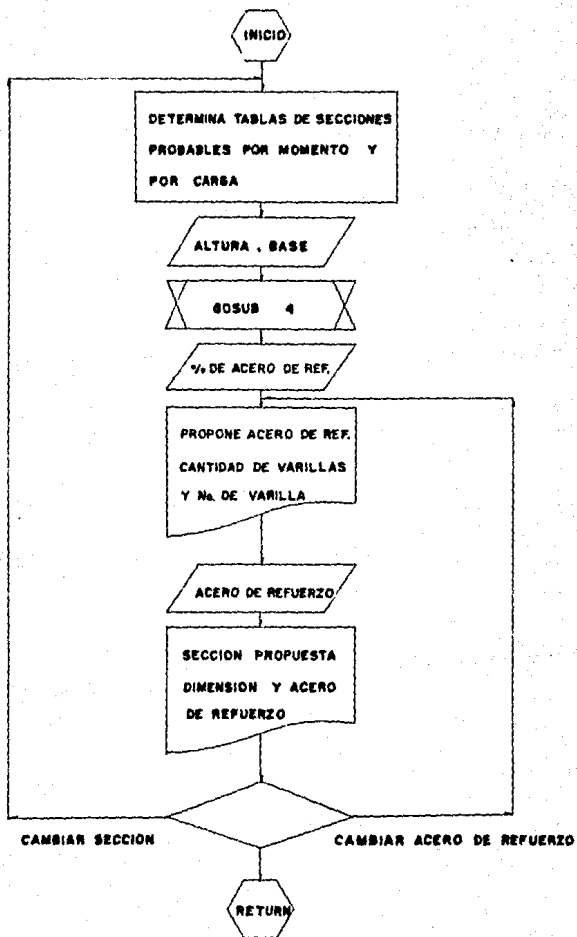 INICIO
DETERMINA TABLAS DE SECCIONES
PROBABLES POR MOMENTO Y
POR CARGA
ALTURA , BASE
GOSUB 4
% DE ACERO DE REF.
PROPONE ACERO DE REF.
CANTIDAD DE VARILLAS
Y No. DE VARILLA
ACERO DE REFUERZO
SECCION PROPUESTA
DIMENSION Y ACERO
DE REFUERZO
CAMBIAR SECCION
CAMBIAR ACERO DE REFUERZO
RETURN